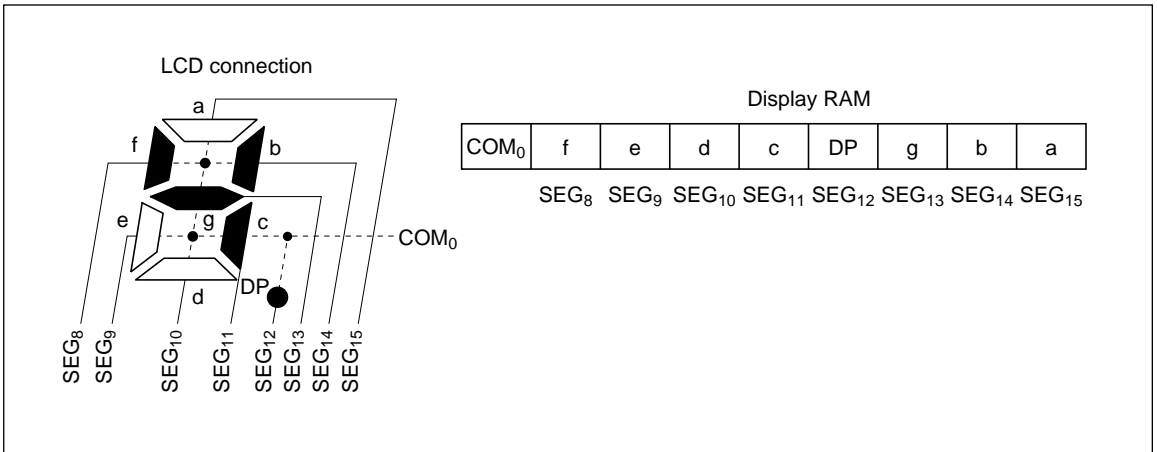 LCD connection
a
f
b
e
g
c
COM₀
DP
d
SEG₈
SEG₉
SEG₁₀
SEG₁₁
SEG₁₂
SEG₁₃
SEG₁₄
SEG₁₅
Display RAM
COM₀ f e d c DP g b a
SEG₈ SEG₉ SEG₁₀ SEG₁₁ SEG₁₂ SEG₁₃ SEG₁₄ SEG₁₅